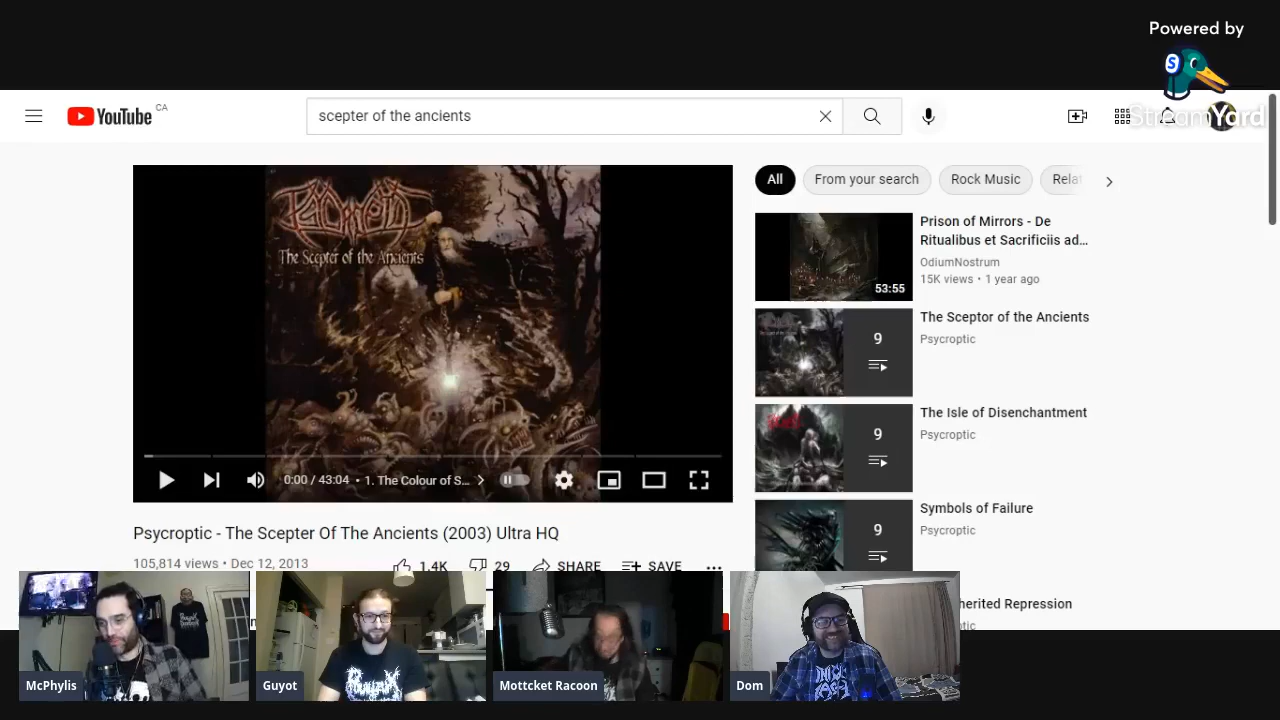 Powered by
StreamYard
YouTube CA
scepter of the ancients
The Scepter of the Ancients
0:00 / 43:04 • 1. The Colour of S...
Psycroptic - The Scepter Of The Ancients (2003) Ultra HQ
105,814 views • Dec 12, 2013
1.4K
29
SHARE
SAVE
All
From your search
Rock Music
Relat
Prison of Mirrors - De
Ritualibus et Sacrificiis ad...
OdiumNostrum
15K views • 1 year ago
53:55
The Sceptor of the Ancients
Psycroptic
9
The Isle of Disenchantment
Psycroptic
9
Symbols of Failure
Psycroptic
9
herited Repression
McPhylis
Guyot
Mottcket Racoon
Dom